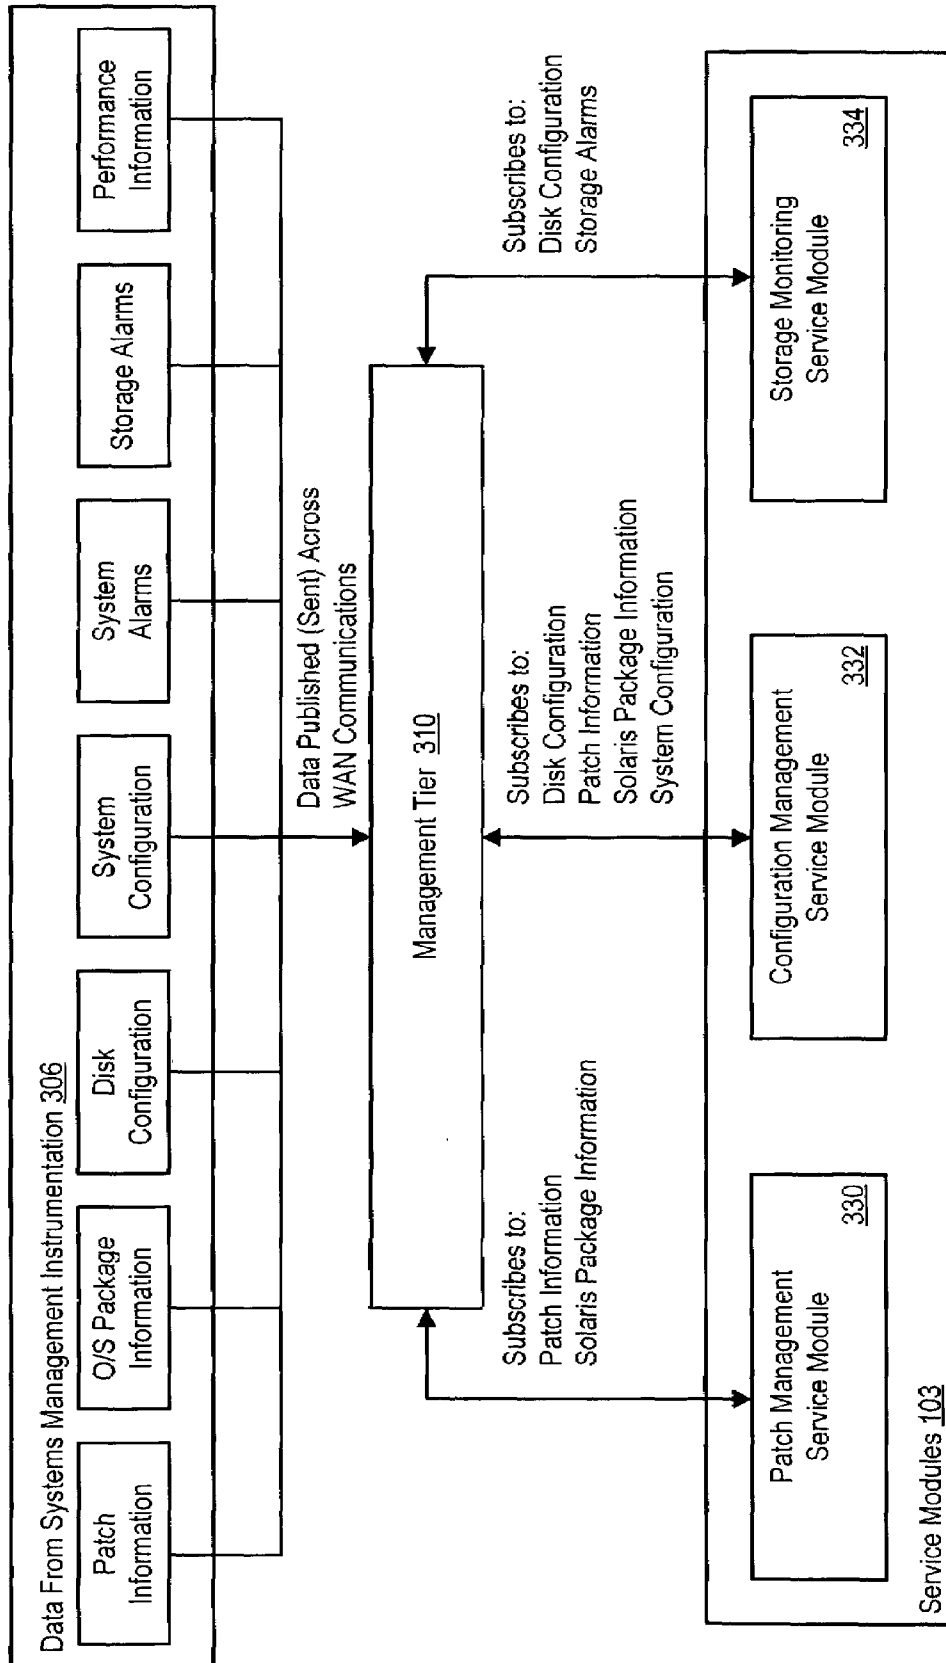 Data From Systems Management Instrumentation 306
Patch
Information
O/S Package
Information
Disk
Configuration
System
Configuration
System
Alarms
Storage Alarms
Performance
Information
Data Published (Sent) Across
WAN Communications
Management Tier 310
Subscribes to:
Patch Information
Solaris Package Information
Subscribes to:
Disk Configuration
Patch Information
Solaris Package Information
System Configuration
Subscribes to:
Disk Configuration
Storage Alarms
Patch Management
Service Module
330
Configuration Management
Service Module
332
Storage Monitoring
Service Module
334
Service Modules 103